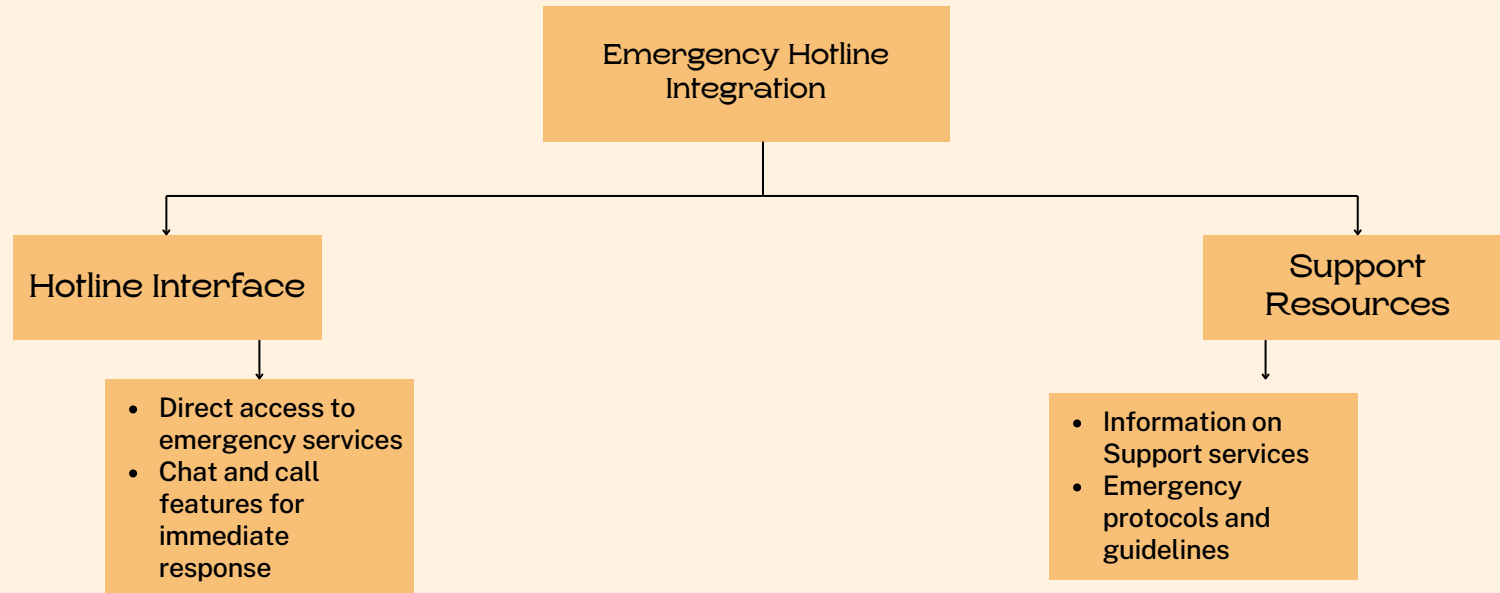 Emergency Hotline
Integration
Hotline Interface
Support
Resources
• Direct access to
emergency services
• Chat and call
features for
immediate
response
• Information on
Support services
• Emergency
protocols and
guidelines